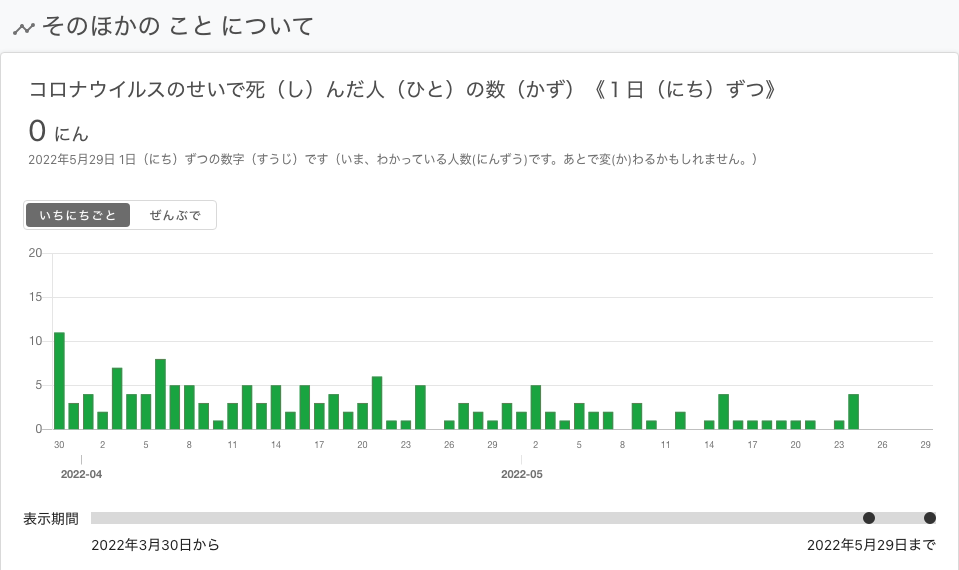 そのほかの こと について
コロナウイルスのせいで死（し）んだ人（ひと）の数（かず）《１日（にち）ずつ》
0 にん
2022年5月29日 1日（にち）ずつの数字（すうじ）です（いま、わかっている人数(にんずう)です。あとで変(か)わるかもしれません。）
いちにちごと ぜんぶで
20
15
10
5
0
30 2 5 8 11 14 17 20 23 26 29 2 5 8 11 14 17 20 23 26 29
2022-04 2022-05
表示期間
2022年3月30日から 2022年5月29日まで